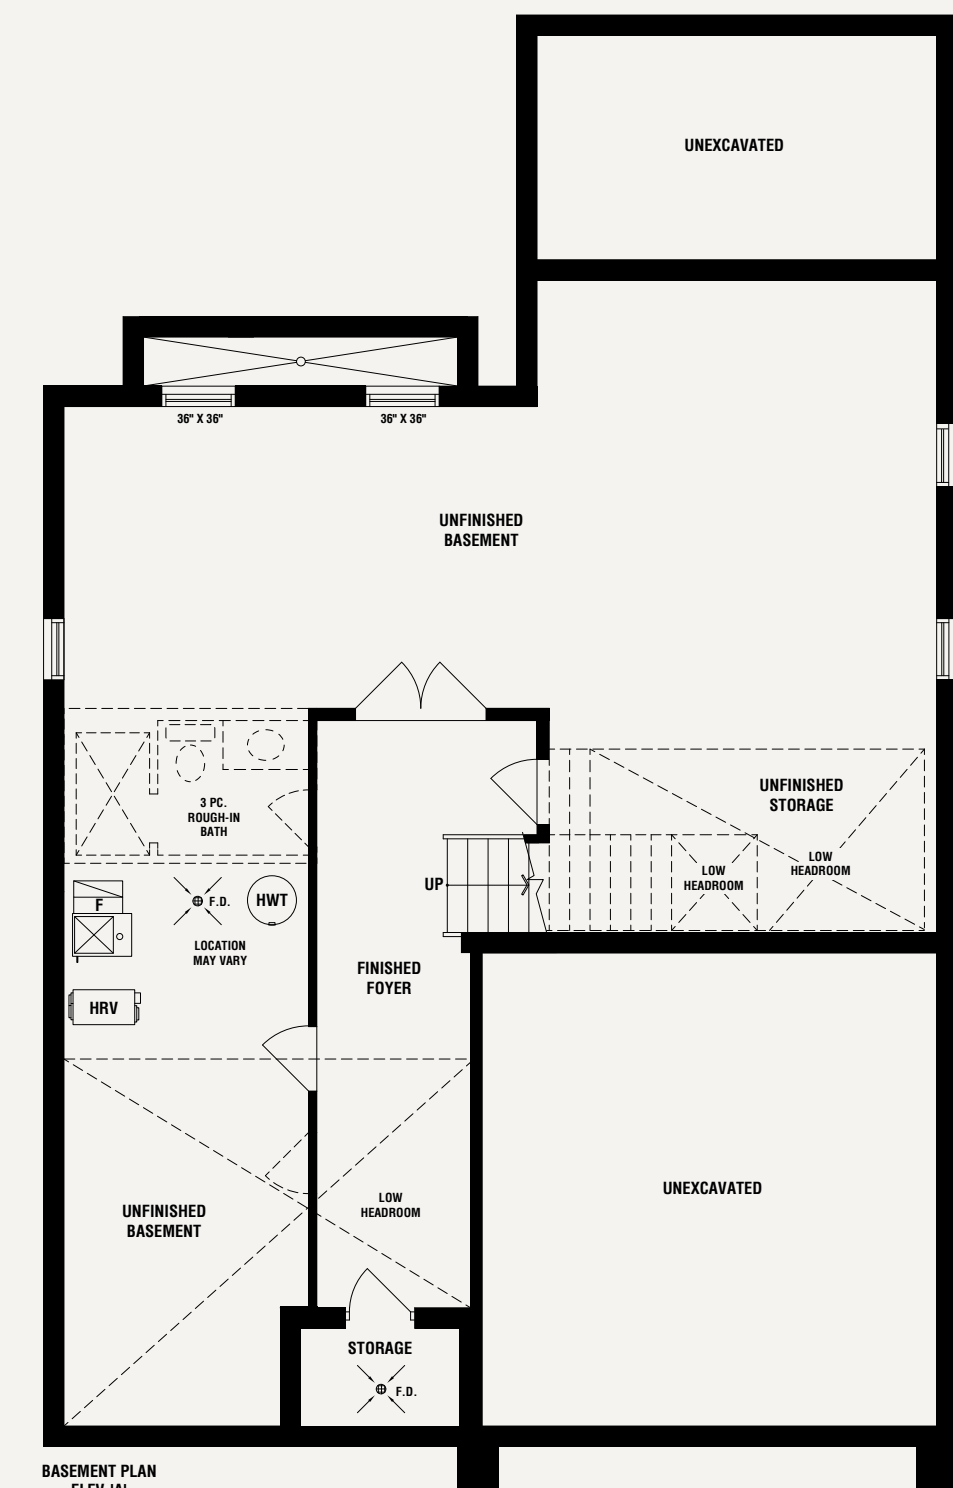 UNEXCAVATED
36" X 36"
36" X 36"
UNFINISHED
BASEMENT
3 PC.
ROUGH-IN
BATH
UNFINISHED
STORAGE
LOW
HEADROOM
LOW
HEADROOM
UP
F
F.D.
HWT
LOCATION
MAY VARY
HRV
FINISHED
FOYER
UNFINISHED
BASEMENT
LOW
HEADROOM
UNEXCAVATED
STORAGE
F.D.
BASEMENT PLAN
ELEV. 'A'